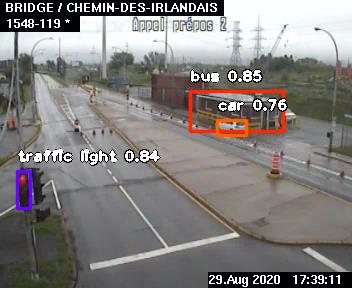 BRIDGE / CHEMIN-DES-IRLANDAIS
1548-119 *
Appel prépos 2
bus 0.85
car 0.76
traffic light 0.84
29.Aug 2020 17:39:11